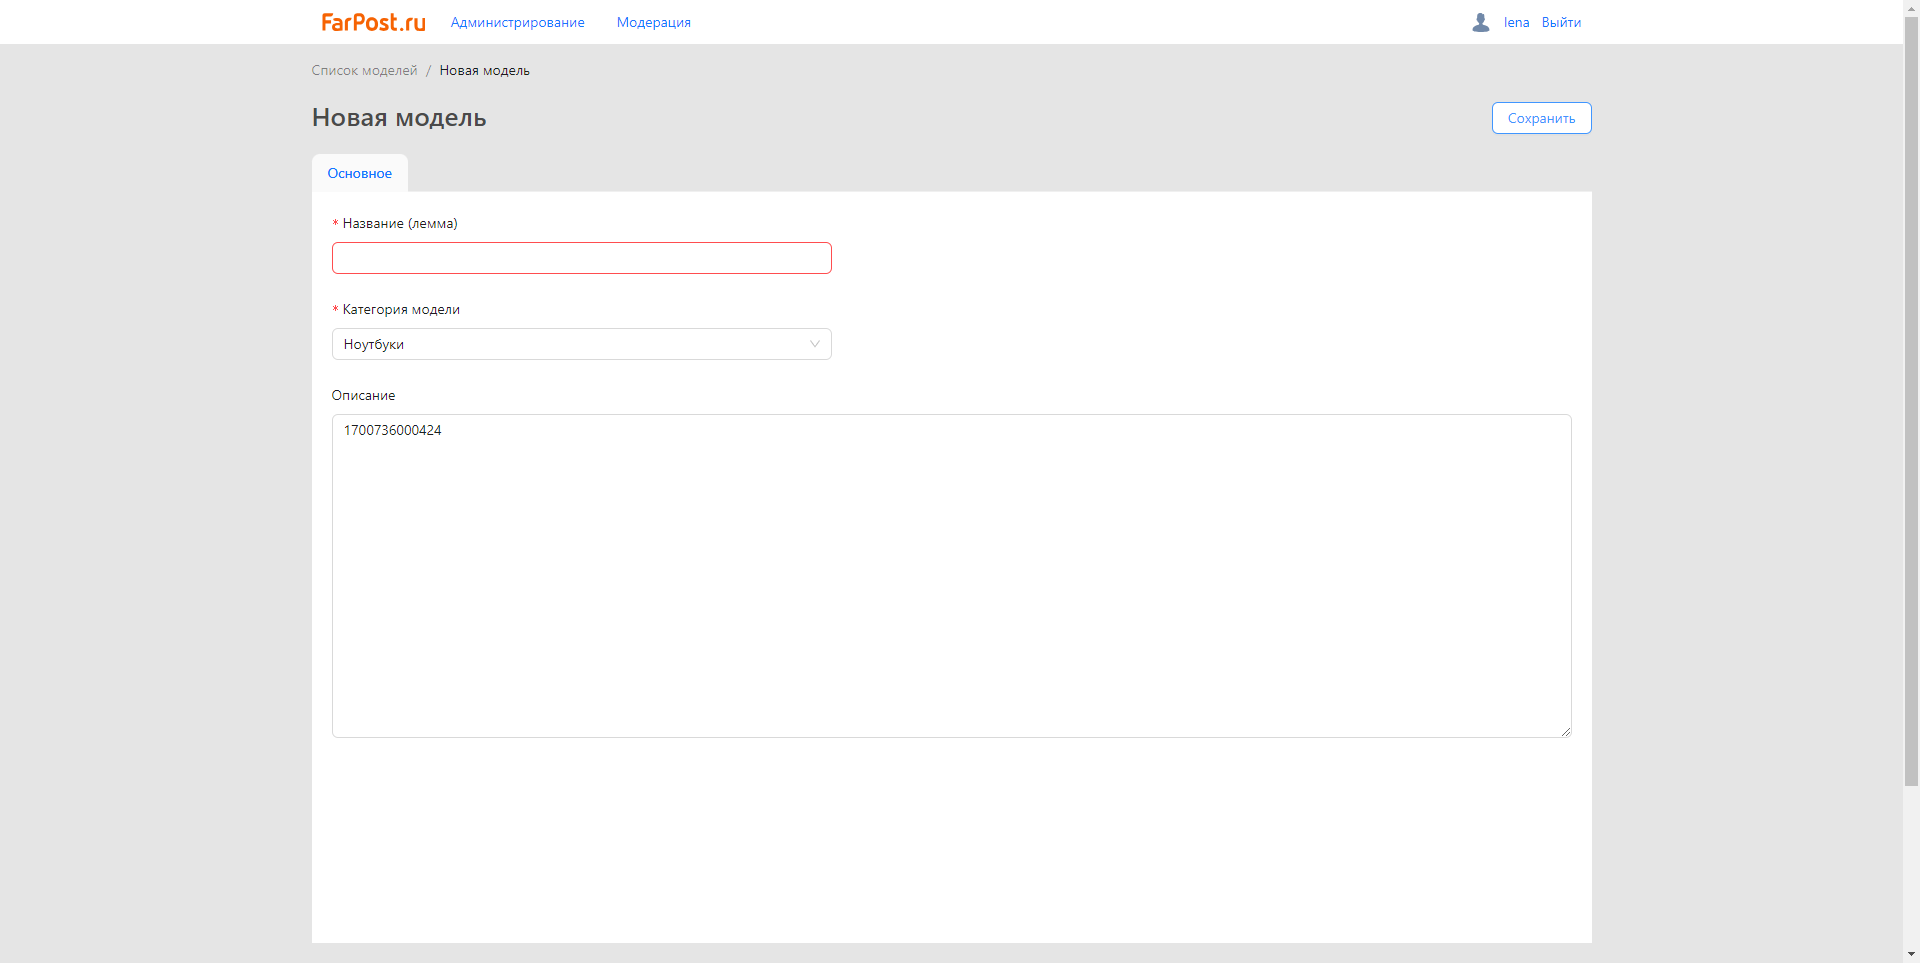 FarPost.ru Администрирование Модерация lena Выйти
Список моделей / Новая модель
Новая модель Сохранить
Основное
* Название (лемма)
* Категория модели
Ноутбуки
Описание
1700736000424